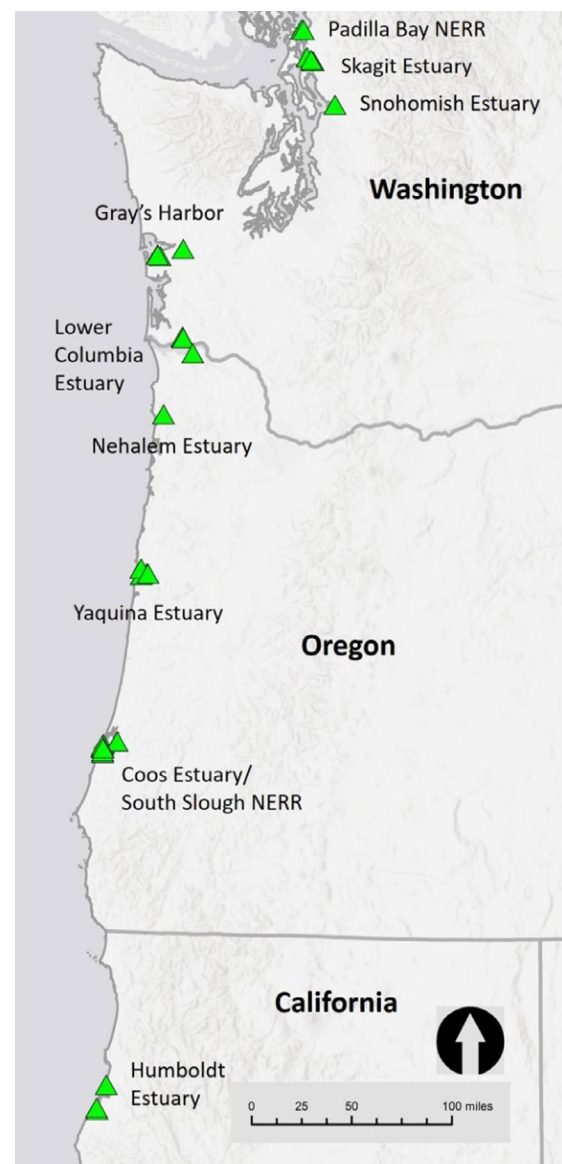 Padilla Bay NERR
Skagit Estuary
Snohomish Estuary
Washington
Gray's Harbor
Lower
Columbia
Estuary
Nehalem Estuary
Yaquina Estuary
Oregon
Coos Estuary/
South Slough NERR
California
Humboldt
Estuary
0 25 50 100 miles